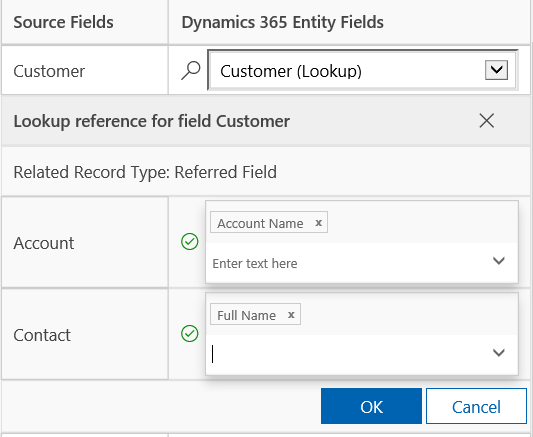 Source Fields Dynamics 365 Entity Fields
Customer Customer (Lookup)
Lookup reference for field Customer
Related Record Type: Referred Field
Account Name x
Account
Enter text here
Full Name x
Contact
OK Cancel